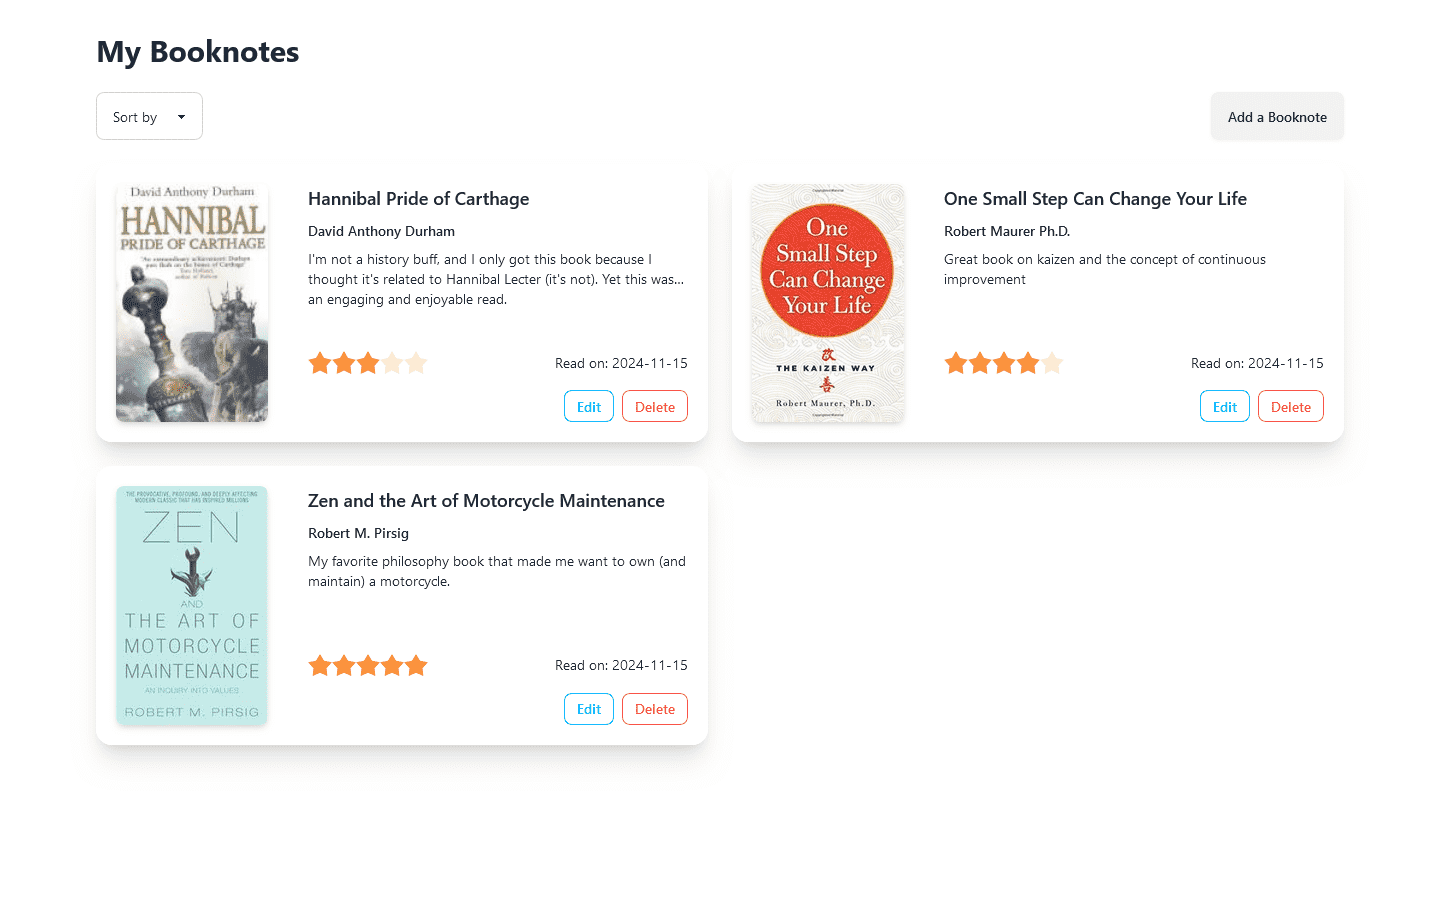 My Booknotes
Sort by
Add a Booknote
David Anthony Durham
HANNIBAL
PRIDE OF CARTHAGE
Hannibal Pride of Carthage
David Anthony Durham
I'm not a history buff, and I only got this book because I
thought it's related to Hannibal Lecter (it's not). Yet this was...
an engaging and enjoyable read.
Read on: 2024-11-15
Edit
Delete
One
Small Step
Can Change
Your Life
改
THE KAIZEN WAY
善
Robert Maurer, Ph.D.
One Small Step Can Change Your Life
Robert Maurer Ph.D.
Great book on kaizen and the concept of continuous
improvement
Read on: 2024-11-15
Edit
Delete
THE PROVOCATIVE, PROFOUND, AND DEEPLY AFFECTING
MODERN CLASSIC THAT HAS INSPIRED MILLIONS
ZEN
AND
THE ART OF
MOTORCYCLE
MAINTENANCE
AN INQUIRY INTO VALUES
ROBERT M. PIRSIG
Zen and the Art of Motorcycle Maintenance
Robert M. Pirsig
My favorite philosophy book that made me want to own (and
maintain) a motorcycle.
Read on: 2024-11-15
Edit
Delete